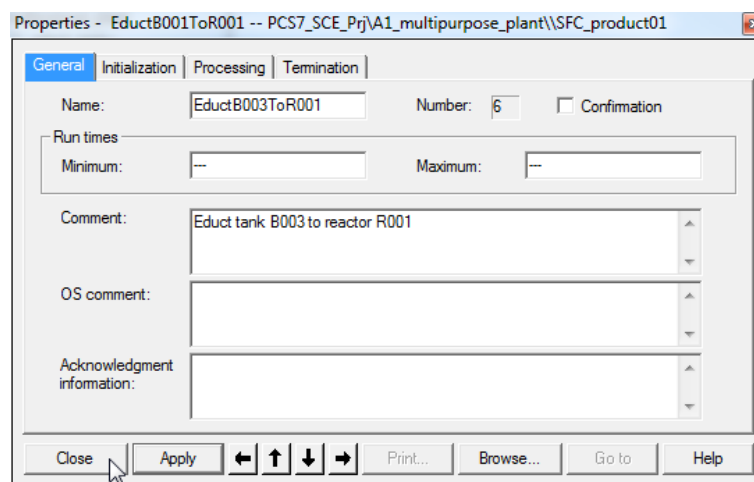 Properties - EductB001ToR001 -- PCS7_SCE_Prj\A1_multipurpose_plant\\SFC_product01
General Initialization Processing Termination
Name: EductB003ToR001 Number: 6 Confirmation
Run times
Minimum: --- Maximum: ---
Comment: Educt tank B003 to reactor R001
OS comment:
Acknowledgment
information:
Close Apply Print... Browse... Go to Help